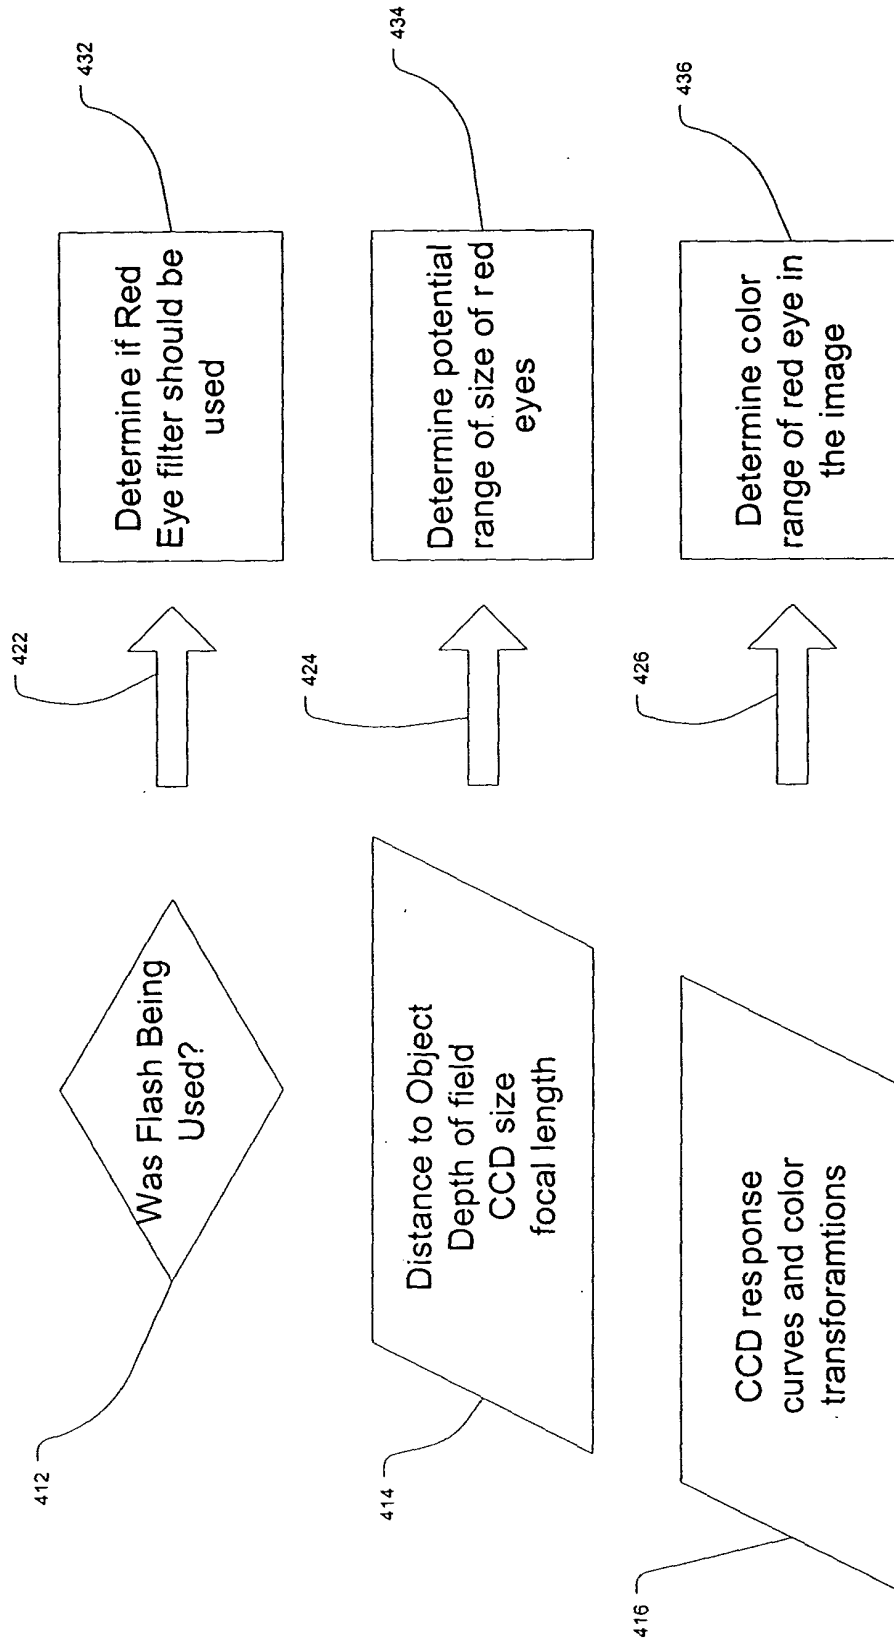 412
Was Flash Being
Used?
422
Determine if Red
Eye filter should be
used
432
414
Distance to Object
Depth of field
CCD size
focal length
424
Determine potential
range of size of red
eyes
434
416
CCD response
curves and color
transforamtions
426
Determine color
range of red eye in
the image
436